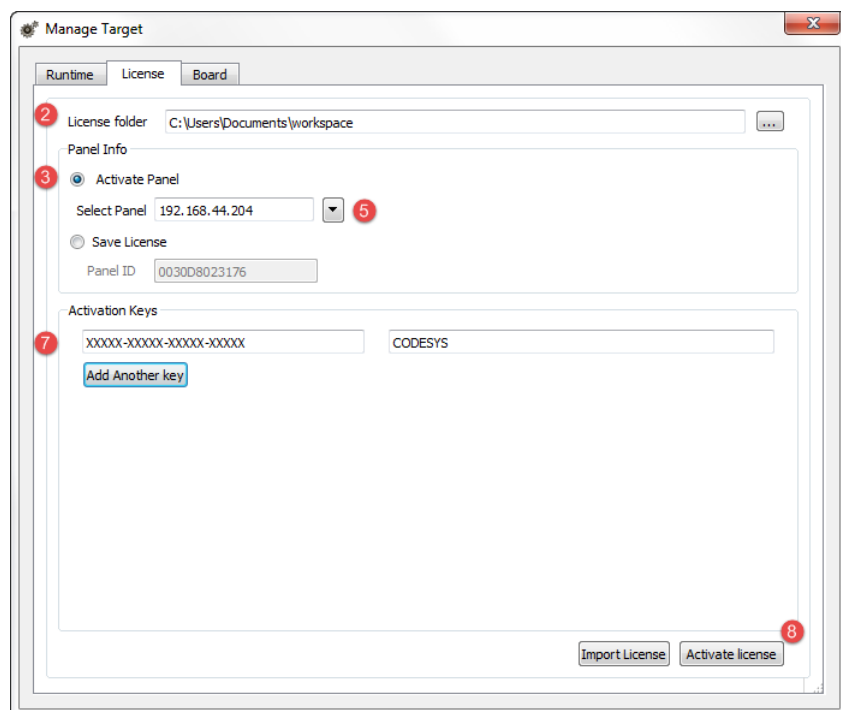 Manage Target
x
Runtime License Board
2 License folder C:\Users\Documents\workspace ...
Panel Info
3 Activate Panel
Select Panel 192.168.44.204 5
Save License
Panel ID 0030D8023176
Activation Keys
7 XXXXX-XXXXX-XXXXX-XXXXX CODESYS
Add Another key
8
Import License Activate license